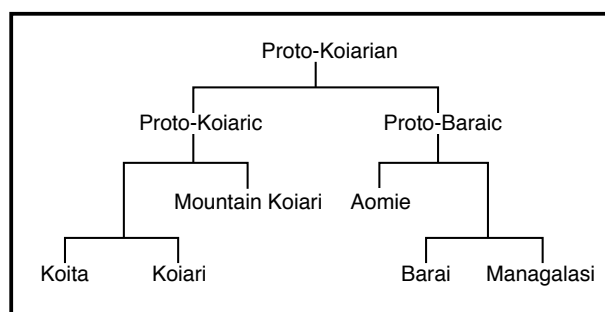 Proto-Koiarian
Proto-Koiaric Proto-Baraic
Mountain Koiari Aomie
Koita Koiari Barai Managalasi